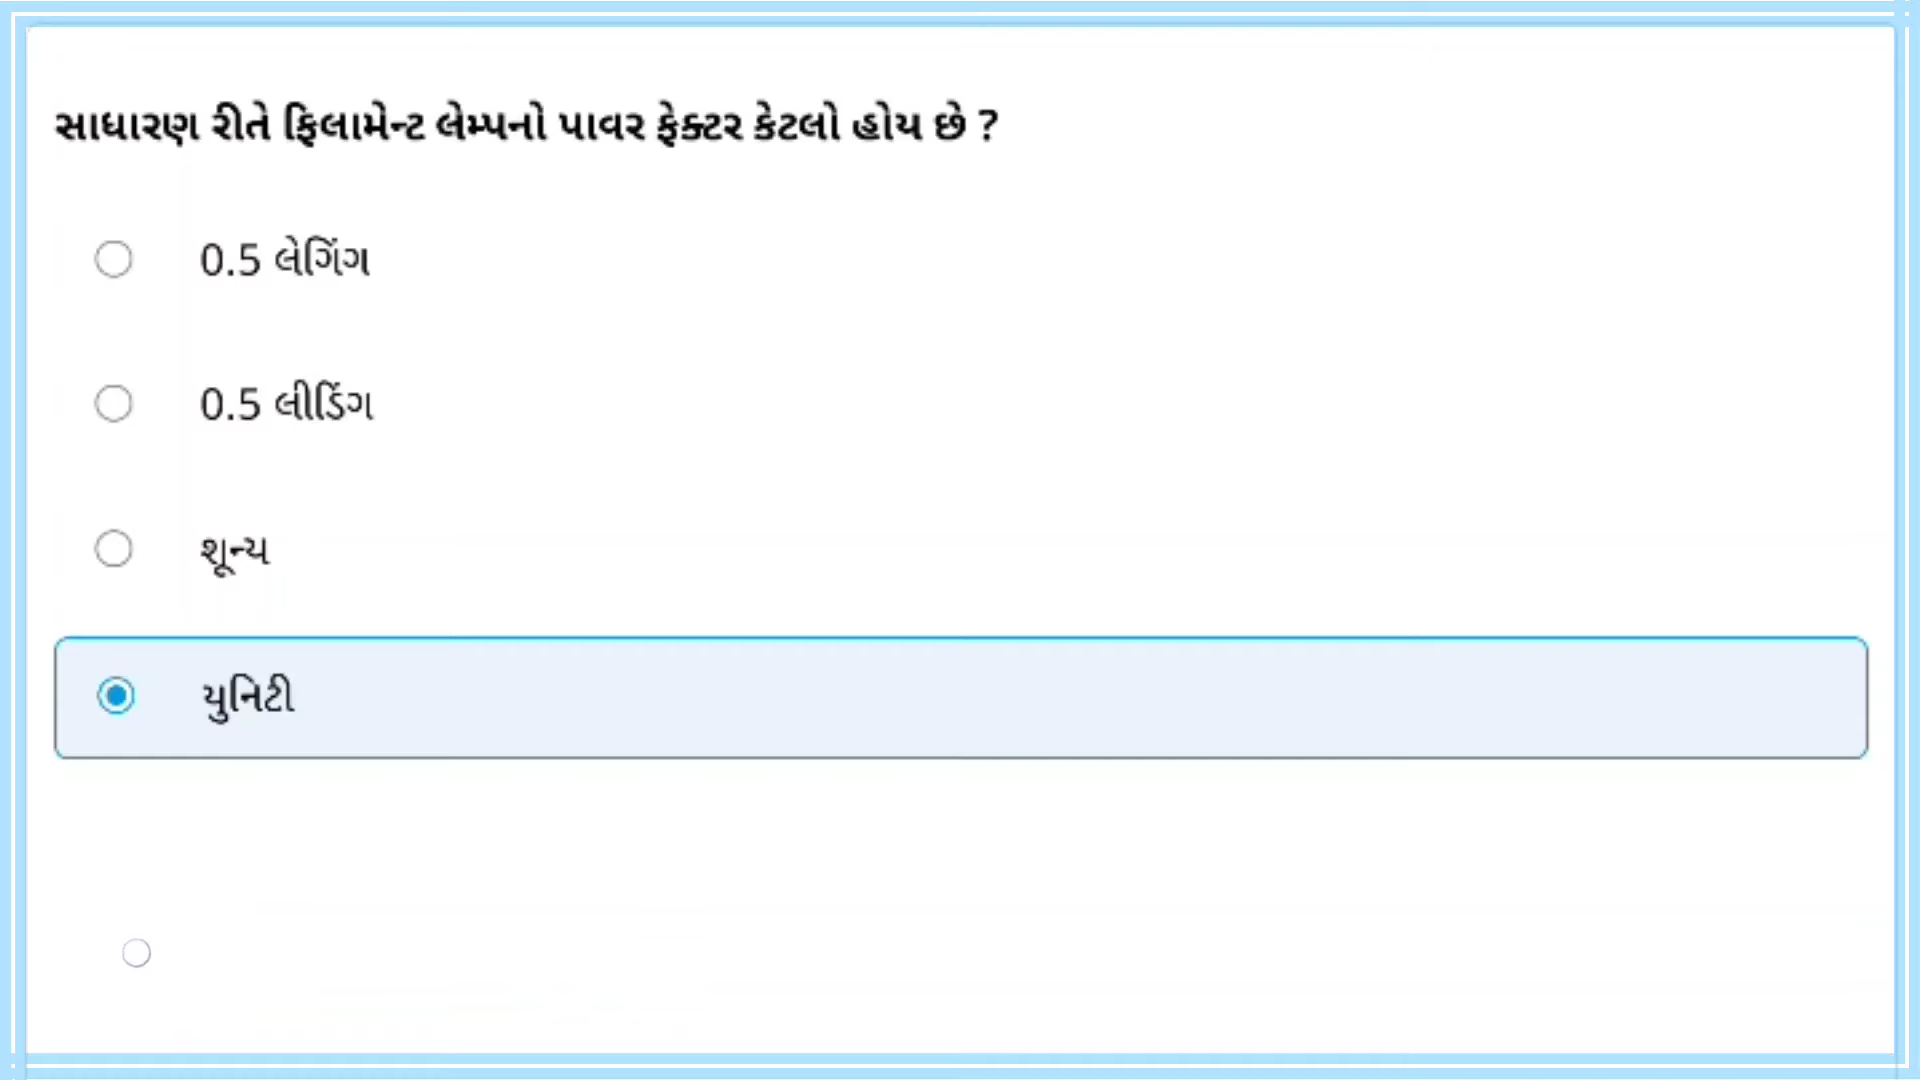 સાધારણ રીતે ફિલામેન્ટ લેમ્પનો પાવર ફેક્ટર કેટલો હોય છે ?
0.5 લેગિંગ
0.5 લીડિંગ
શૂન્ય
યુનિટી